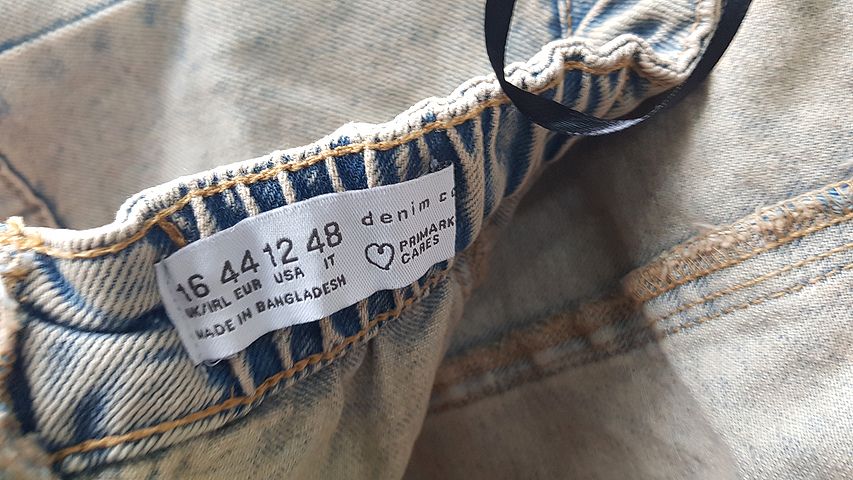 16 44 12 48
UK/IRL EUR USA IT
MADE IN BANGLADESH
denim co
PRIMARK
CARES